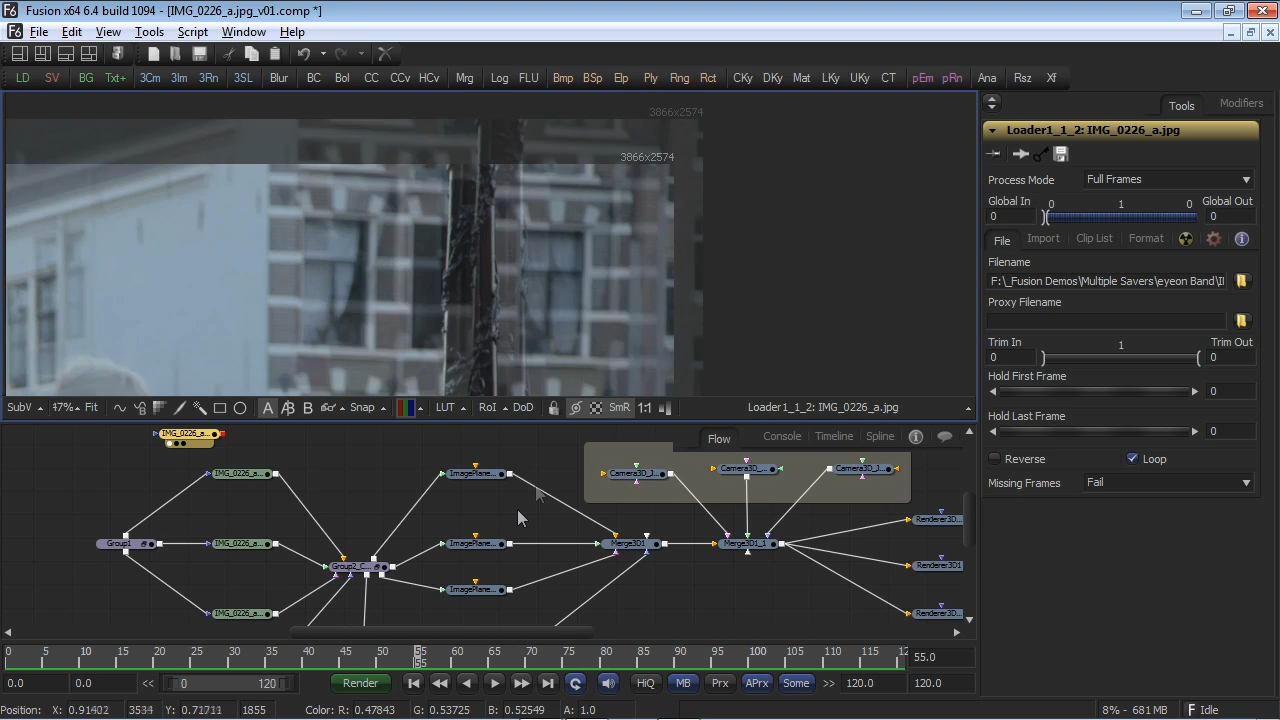 Fusion x64 6.4 build 1094 - [IMG_0226_a.jpg_v01.comp *]
File Edit View Tools Script Window Help
LD SV BG Txt+ 3Cm 3Im 3Rn 3SL Blur BC Bol CC CCv HCv Mrg Log FLU Bmp BSp Elp Ply Rng Rct CKy DKy Mat LKy UKy CT pEm pRn Ana Rsz Xf
3866x2574
3866x2574
SubV 47% Fit A B Snap LUT RoI DoD SmR 1:1 Loader1_1_2: IMG_0226_a.jpg
Flow Console Timeline Spline
IMG_0226_a...
IMG_0226_a... ImagePlane... Camera3D_J... Camera3D_... Camera3D_J...
Group1 IMG_0226_a... Group2_C... ImagePlane... Merge3D1 Merge3D1_1 Renderer3D...
Renderer3D1
ImagePlane...
IMG_0226_a... Renderer3D...
0 5 10 15 20 25 30 35 40 45 50 55 60 65 70 75 80 85 90 95 100 105 110 115 12 55.0
55
0.0 0.0 << 0 120 Render HiQ MB Prx APrx Some >> 120.0 120.0
Position: X: 0.91402 3534 Y: 0.71711 1855 Color: R: 0.47843 G: 0.53725 B: 0.52549 A: 1.0 8% - 681 MB Idle
Tools Modifiers
Loader1_1_2: IMG_0226_a.jpg
Process Mode Full Frames
Global In 0 1 0 Global Out
0 0
File Import Clip List Format
Filename
F:\_Fusion Demos\Multiple Savers\eyeon Band\I
Proxy Filename
Trim In 1 Trim Out
0 0
Hold First Frame
0
Hold Last Frame
0
Reverse Loop
Missing Frames Fail